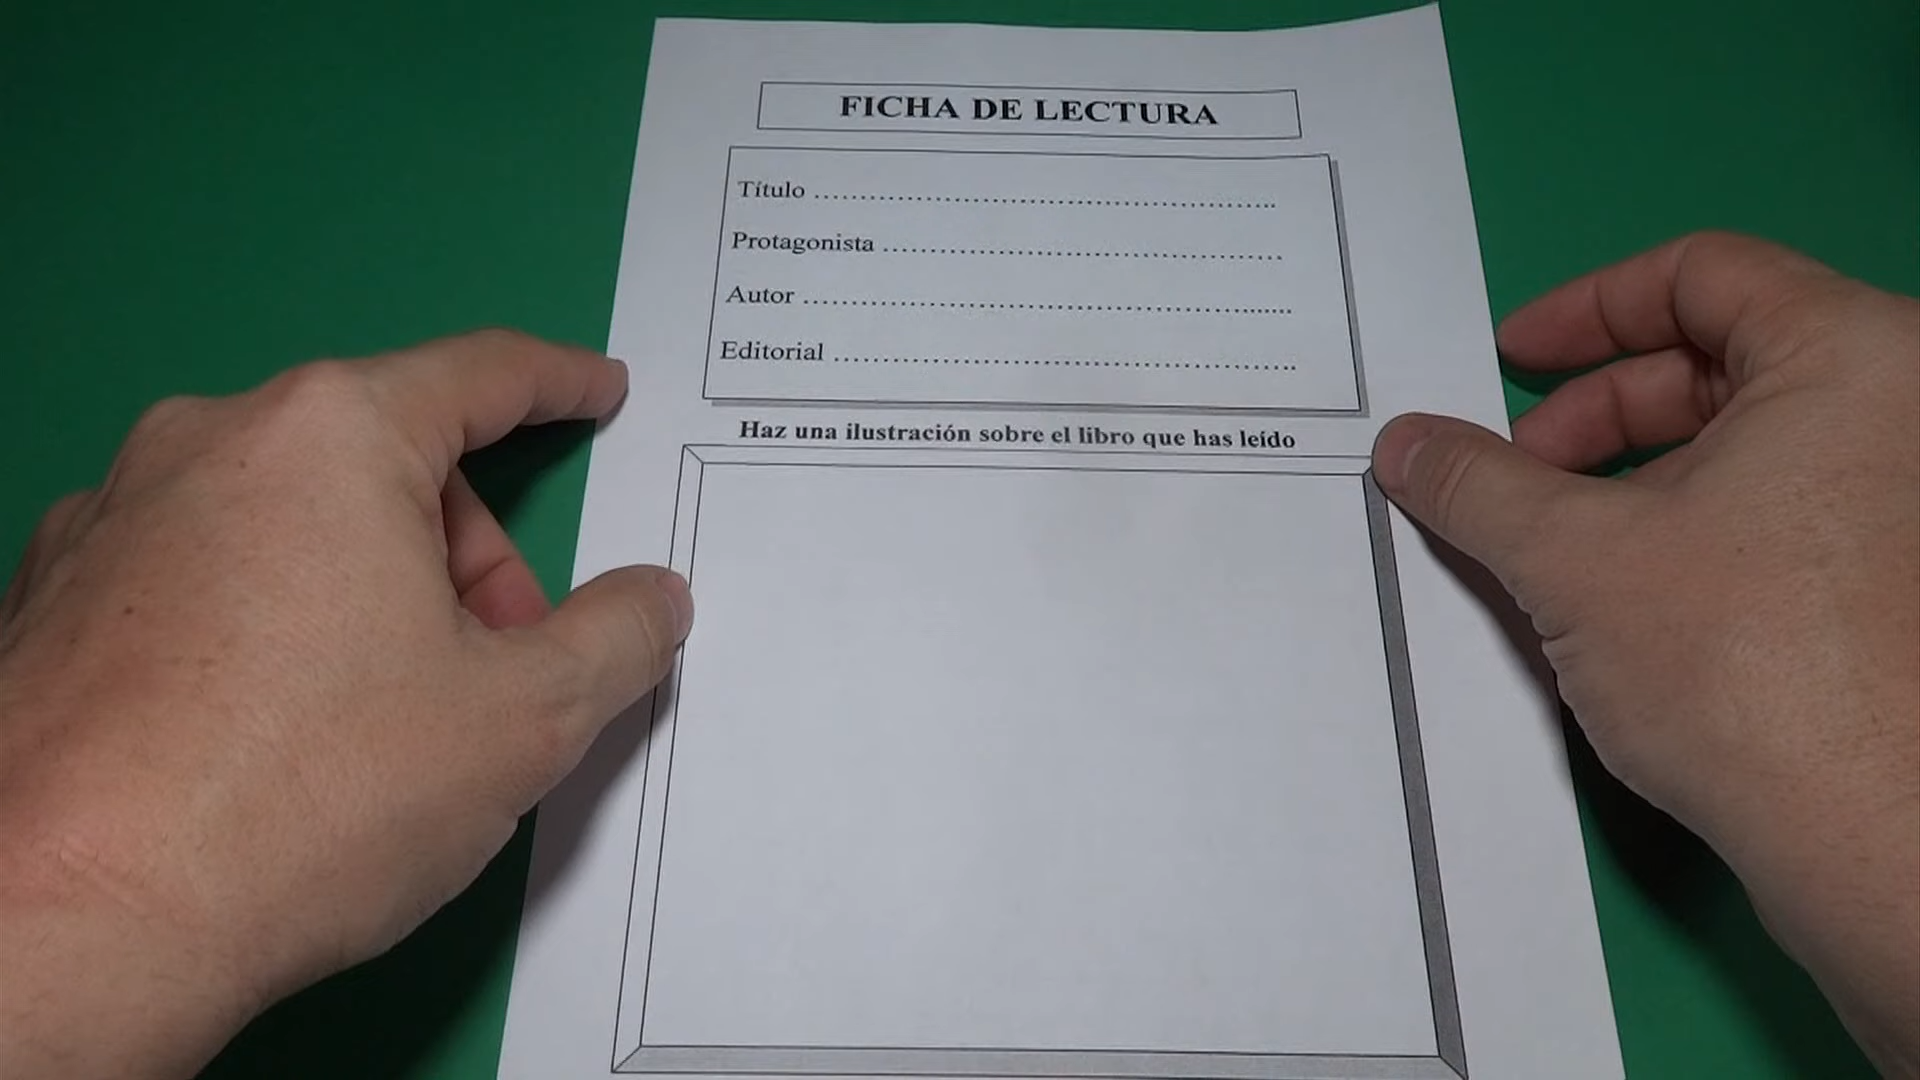 FICHA DE LECTURA
Título ................................................
Protagonista ..........................................
Autor .................................................
Editorial ..............................................
Haz una ilustración sobre el libro que has leído